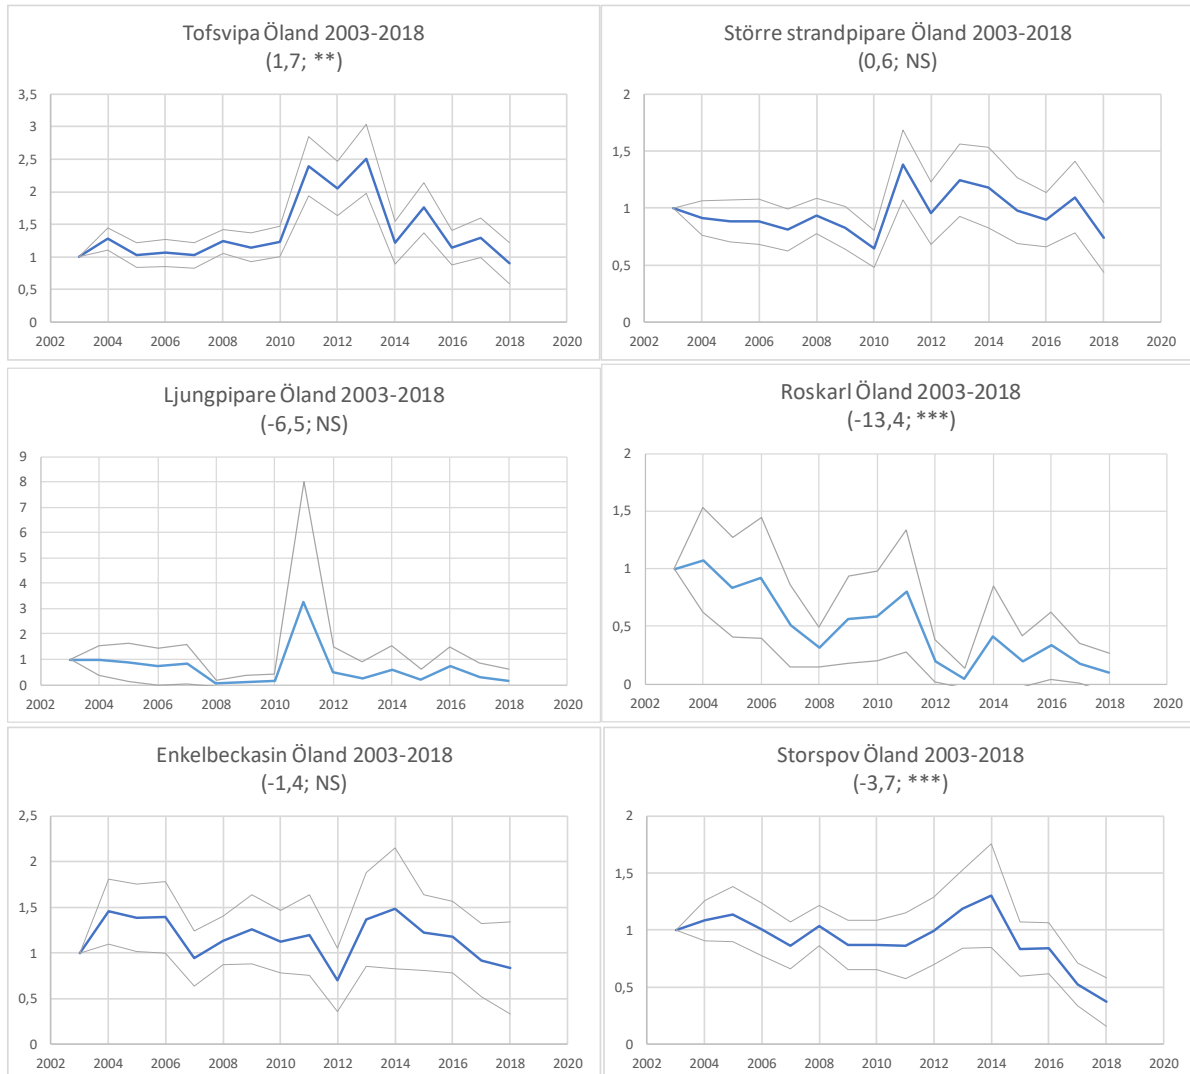 Tofsvipa Öland 2003-2018
(1,7; **)
3,5
3
2,5
2
1,5
1
0,5
0
2002 2004 2006 2008 2010 2012 2014 2016 2018 2020
Större strandpipare Öland 2003-2018
(0,6; NS)
2
1,5
1
0,5
0
2002 2004 2006 2008 2010 2012 2014 2016 2018 2020
Ljungpipare Öland 2003-2018
(-6,5; NS)
9
8
7
6
5
4
3
2
1
0
2002 2004 2006 2008 2010 2012 2014 2016 2018 2020
Roskarl Öland 2003-2018
(-13,4; ***)
2
1,5
1
0,5
0
2002 2004 2006 2008 2010 2012 2014 2016 2018 2020
Enkelbeckasin Öland 2003-2018
(-1,4; NS)
2,5
2
1,5
1
0,5
0
2002 2004 2006 2008 2010 2012 2014 2016 2018 2020
Storspov Öland 2003-2018
(-3,7; ***)
2
1,5
1
0,5
0
2002 2004 2006 2008 2010 2012 2014 2016 2018 2020